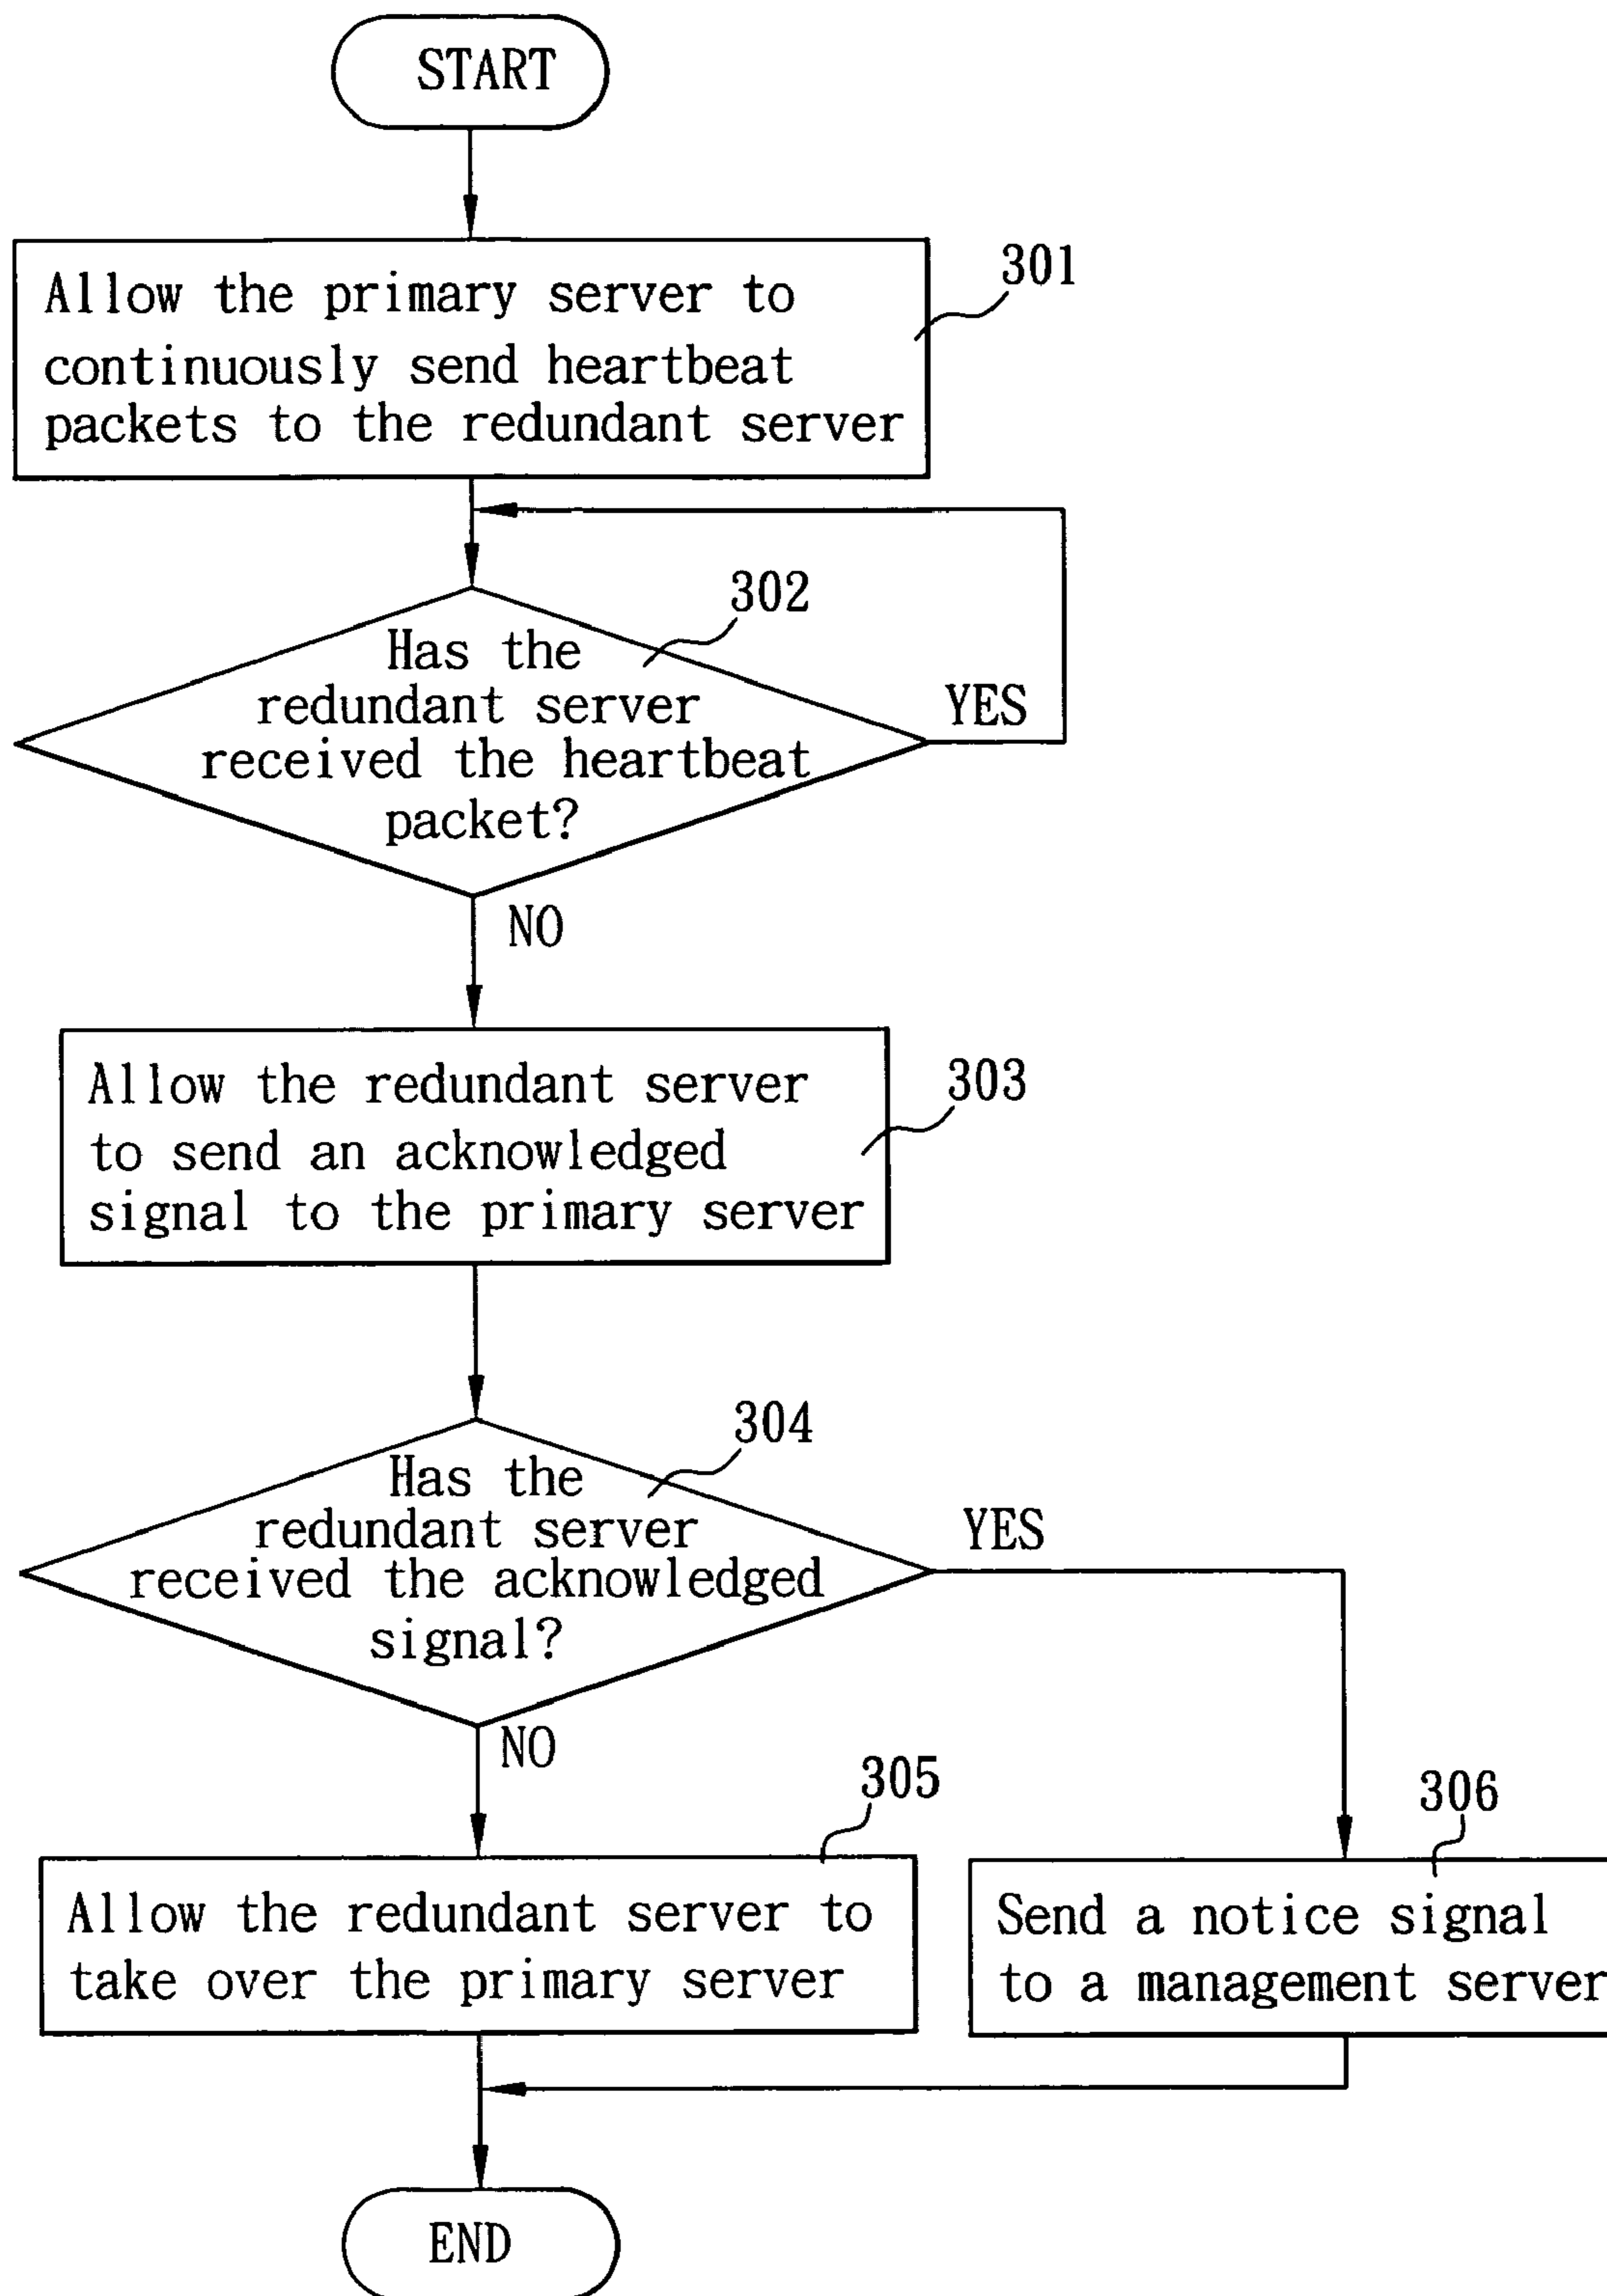 START
301
Allow the primary server to
continuously send heartbeat
packets to the redundant server
302
Has the
redundant server
received the heartbeat
packet?
YES
NO
303
Allow the redundant server
to send an acknowledged
signal to the primary server
304
Has the
redundant server
received the acknowledged
signal?
YES
NO
305
Allow the redundant server to
take over the primary server
306
Send a notice signal
to a management server
END